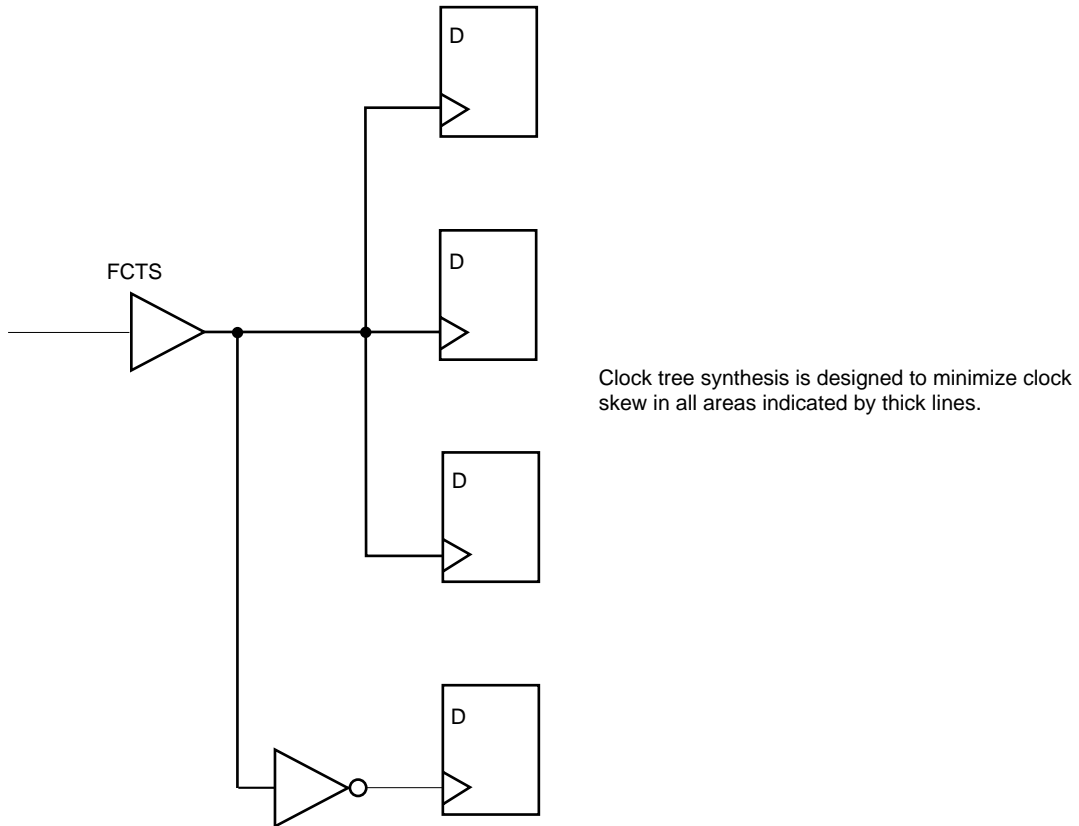 D
D
FCTS
Clock tree synthesis is designed to minimize clock
skew in all areas indicated by thick lines.
D
D